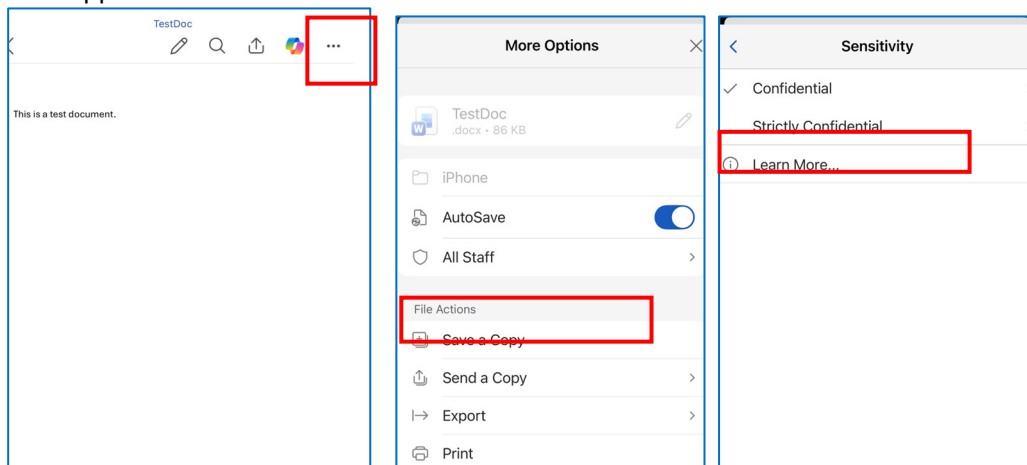 TestDoc
This is a test document.
More Options
TestDoc
.docx • 86 KB
iPhone
AutoSave
All Staff
File Actions
Save a Copy
Send a Copy
Export
Print
Sensitivity
Confidential
Strictly Confidential
Learn More...